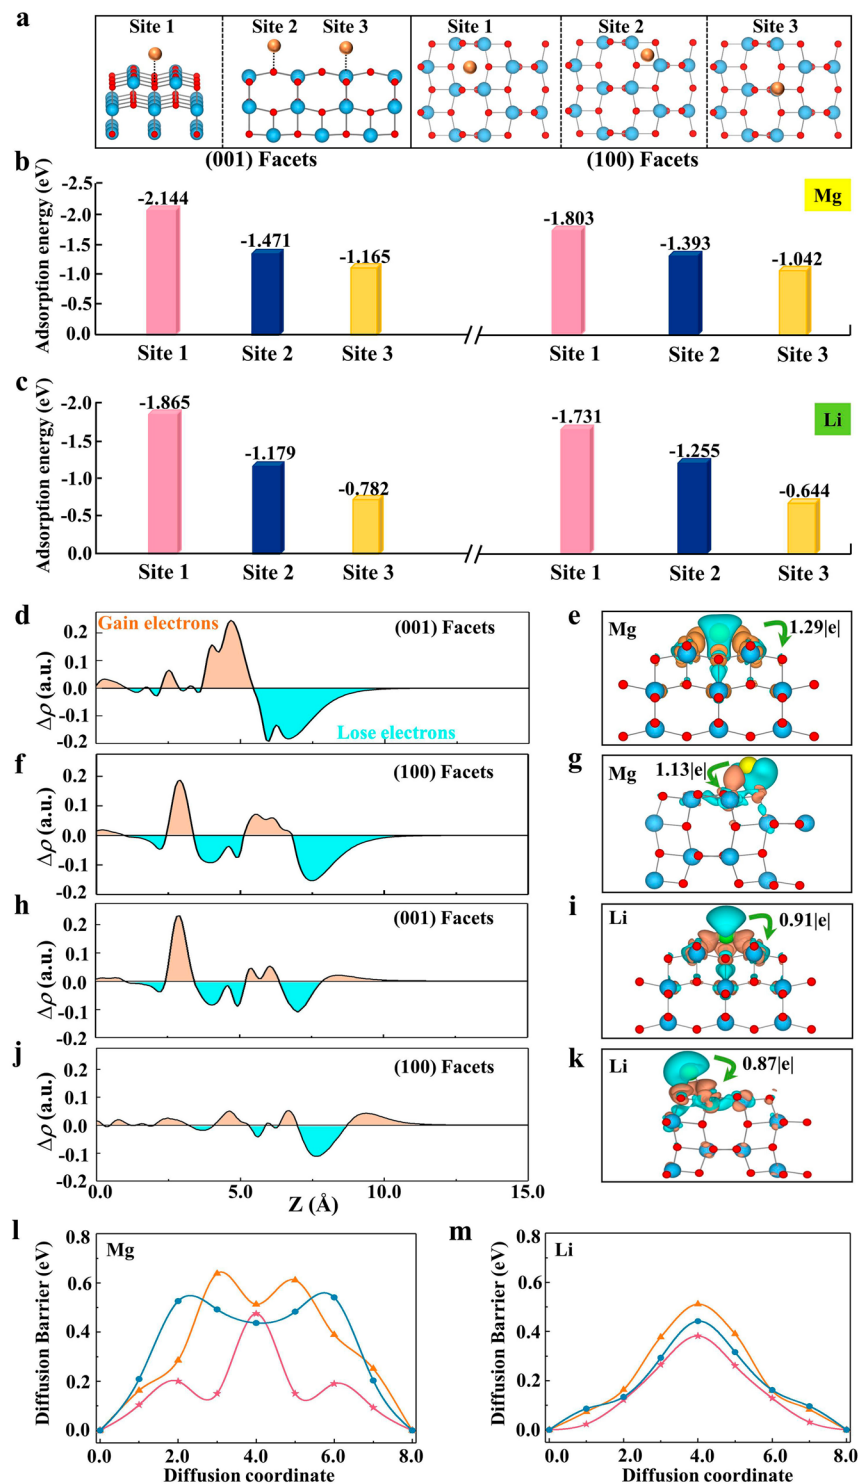 a
Site 1
Site 2
Site 3
Site 1
Site 2
Site 3
(001) Facets
(100) Facets
b
Adsorption energy (eV)
-2.5
-2.0
-1.5
-1.0
-0.5
0.0
-2.144
-1.471
-1.165
-1.803
-1.393
-1.042
Mg
Site 1
Site 2
Site 3
Site 1
Site 2
Site 3
c
Adsorption energy (eV)
-2.0
-1.5
-1.0
-0.5
0.0
-1.865
-1.179
-0.782
-1.731
-1.255
-0.644
Li
Site 1
Site 2
Site 3
Site 1
Site 2
Site 3
d
Δρ (a.u.)
0.2
0.1
0.0
-0.1
-0.2
Gain electrons
(001) Facets
Lose electrons
e
Mg
1.29|e|
f
Δρ (a.u.)
0.2
0.1
0.0
-0.1
-0.2
(100) Facets
g
Mg
1.13|e|
h
Δρ (a.u.)
0.2
0.1
0.0
-0.1
-0.2
(001) Facets
i
Li
0.91|e|
j
Δρ (a.u.)
0.2
0.1
0.0
-0.1
-0.2
(100) Facets
0.0
5.0
10.0
15.0
Z (Å)
k
Li
0.87|e|
l
Diffusion Barrier (eV)
0.8
0.6
0.4
0.2
0.0
Mg
0.0
2.0
4.0
6.0
8.0
Diffusion coordinate
m
Diffusion Barrier (eV)
0.8
0.6
0.4
0.2
0.0
Li
0.0
2.0
4.0
6.0
8.0
Diffusion coordinate